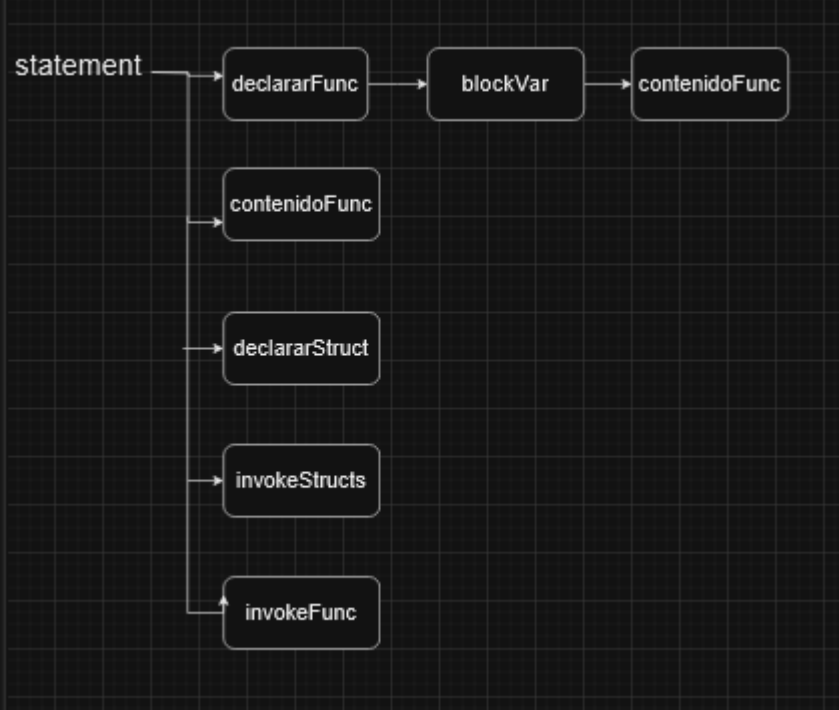 statement
declararFunc
blockVar
contenidoFunc
contenidoFunc
declararStruct
invokeStructs
invokeFunc